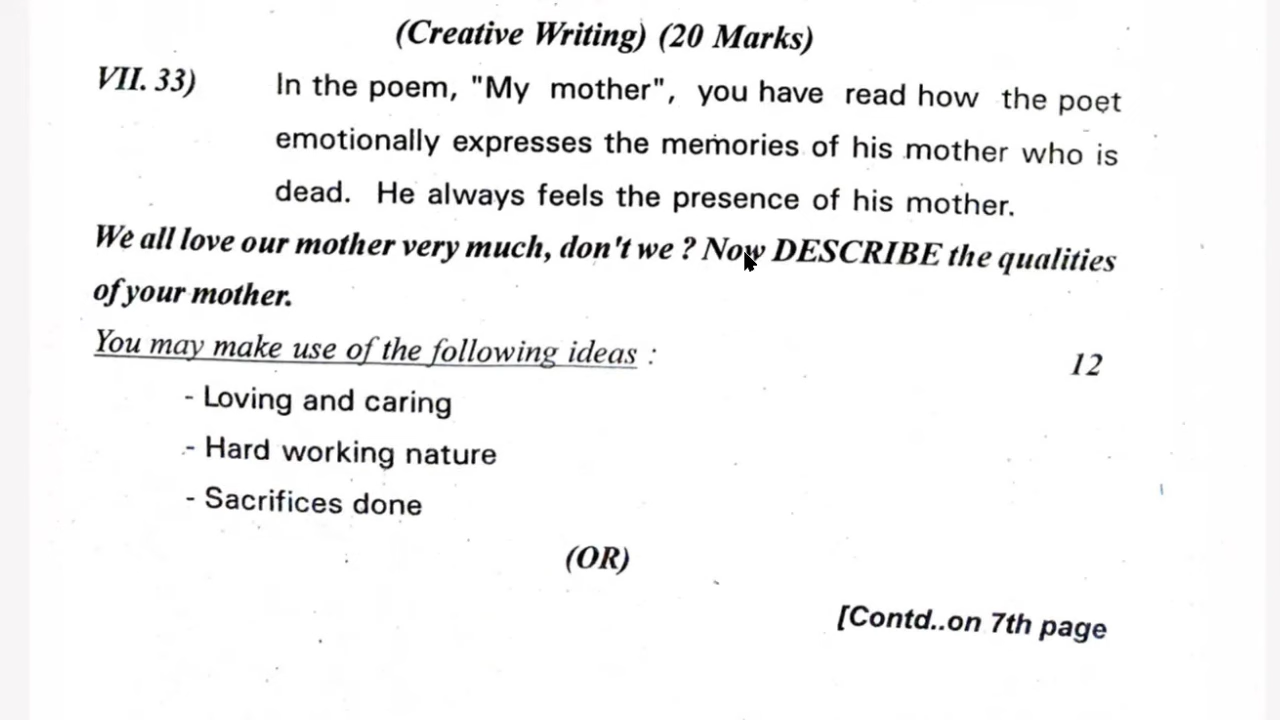 (Creative Writing) (20 Marks)
VII. 33) In the poem, "My mother", you have read how the poet
emotionally expresses the memories of his mother who is
dead. He always feels the presence of his mother.
We all love our mother very much, don't we ? Now DESCRIBE the qualities
of your mother.
You may make use of the following ideas :
12
- Loving and caring
- Hard working nature
- Sacrifices done
(OR)
[Contd..on 7th page